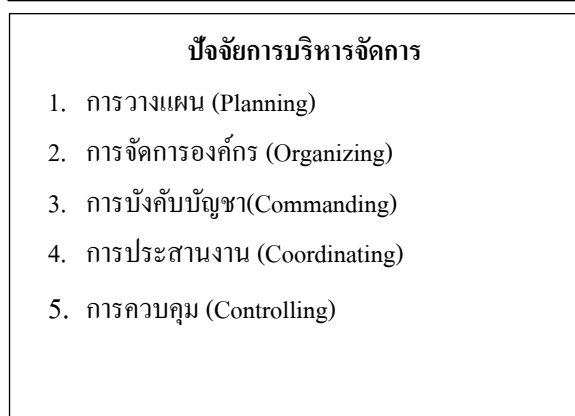 ปัจจัยการบริหารจัดการ
1. การวางแผน (Planning)
2. การจัดการองค์กร (Organizing)
3. การบังคับบัญชา(Commanding)
4. การประสานงาน (Coordinating)
5. การควบคุม (Controlling)